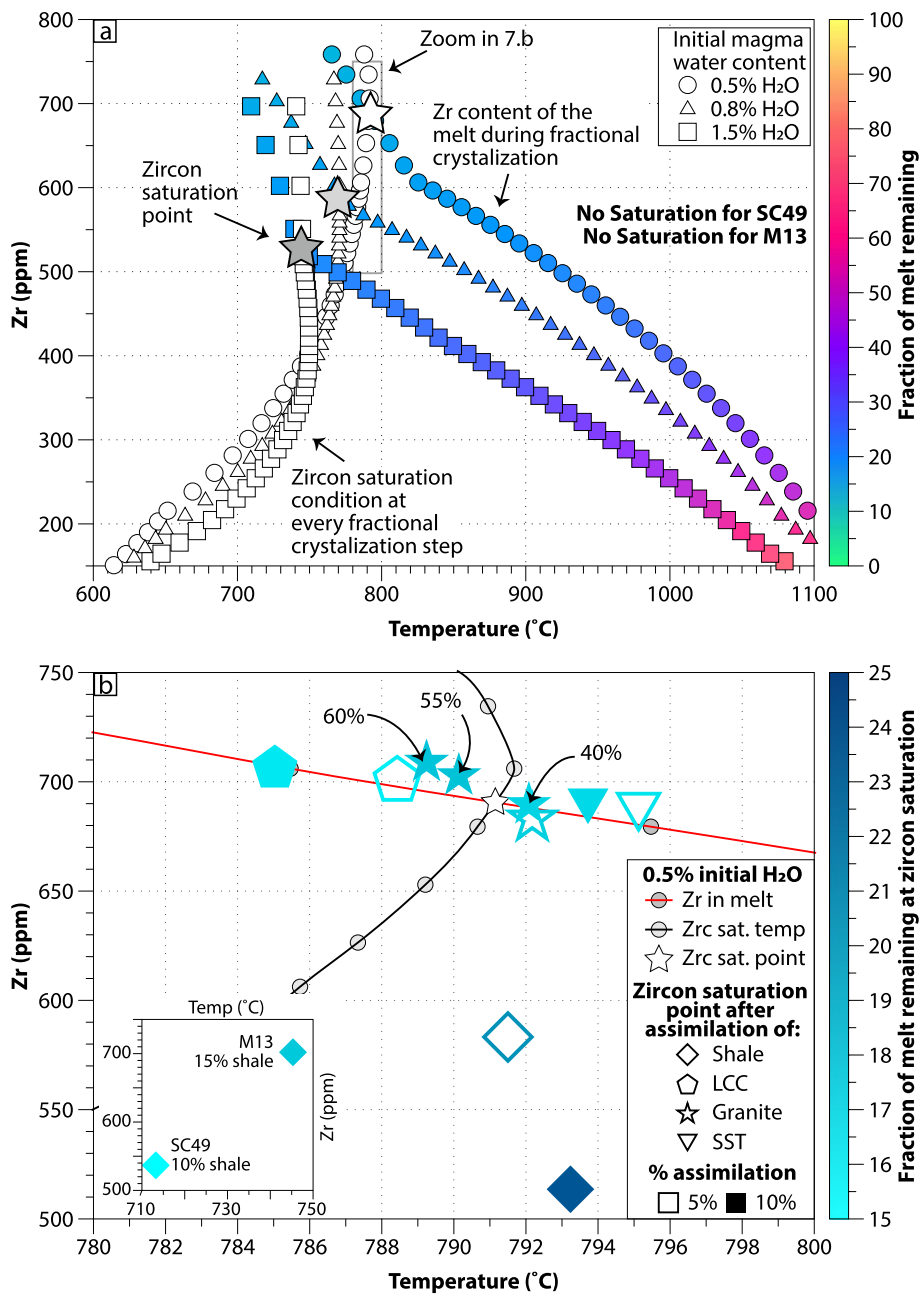 a
800
700
600
500
400
300
200
Zr (ppm)
600
700
800
900
1000
1100
Temperature (˚C)
Zoom in 7.b
Initial magma
water content
0.5% H2O
0.8% H2O
1.5% H2O
Zr content of the
melt during fractional
crystalization
Zircon
saturation
point
No Saturation for SC49
No Saturation for M13
Zircon saturation
condition at
every fractional
crystalization step
100
90
80
70
60
50
40
30
20
10
0
Fraction of melt remaining
b
750
700
650
600
550
500
Zr (ppm)
780
782
784
786
788
790
792
794
796
798
800
Temperature (˚C)
60%
55%
40%
0.5% initial H2O
Zr in melt
Zrc sat. temp
Zrc sat. point
Zircon saturation
point after
assimilation of:
Shale
LCC
Granite
SST
% assimilation
5%
10%
Temp (˚C)
M13
15% shale
SC49
10% shale
700
600
500
710
730
750
Zr (ppm)
25
24
23
22
21
20
19
18
17
16
15
Fraction of melt remaining at zircon saturation